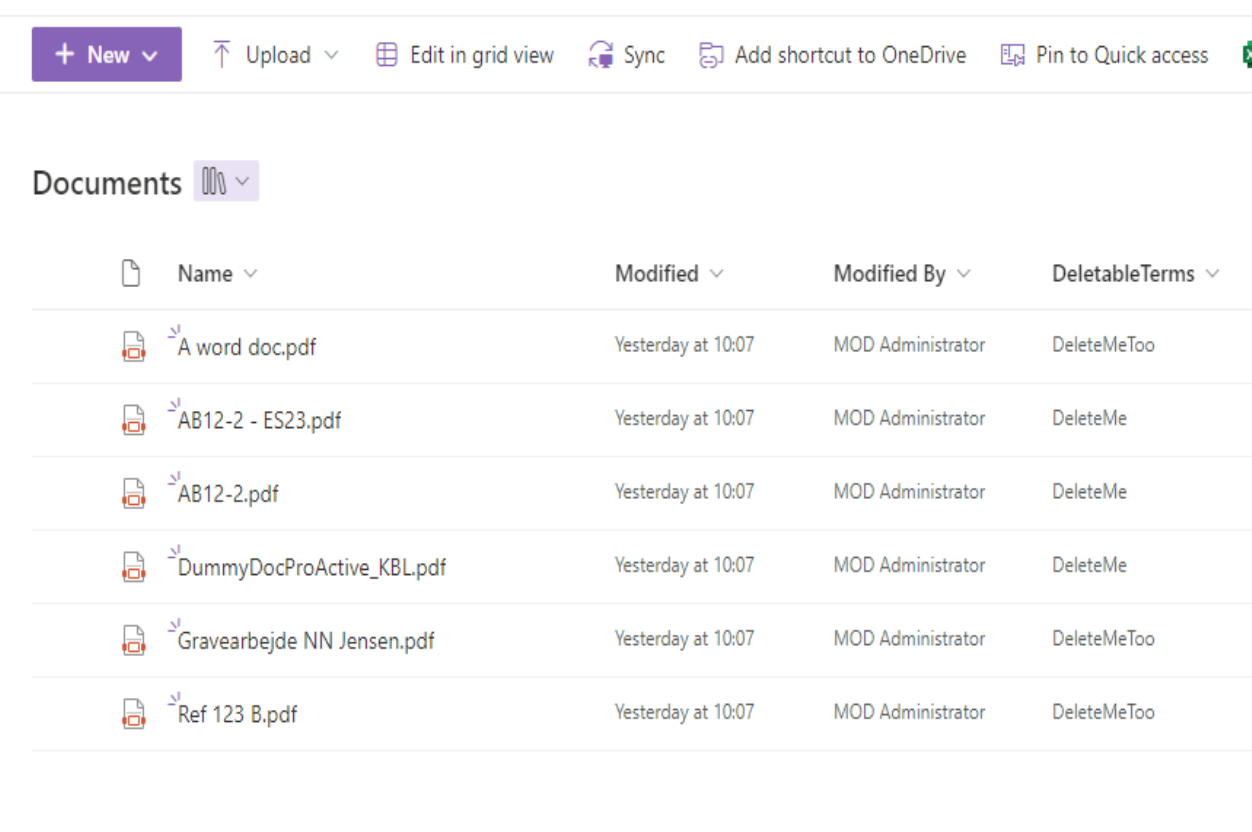 New Upload Edit in grid view Sync Add shortcut to OneDrive Pin to Quick access
Documents
Name Modified Modified By DeletableTerms
A word doc.pdf Yesterday at 10:07 MOD Administrator DeleteMeToo
AB12-2 - ES23.pdf Yesterday at 10:07 MOD Administrator DeleteMe
AB12-2.pdf Yesterday at 10:07 MOD Administrator DeleteMe
DummyDocProActive_KBL.pdf Yesterday at 10:07 MOD Administrator DeleteMe
Gravearbejde NN Jensen.pdf Yesterday at 10:07 MOD Administrator DeleteMeToo
Ref 123 B.pdf Yesterday at 10:07 MOD Administrator DeleteMeToo